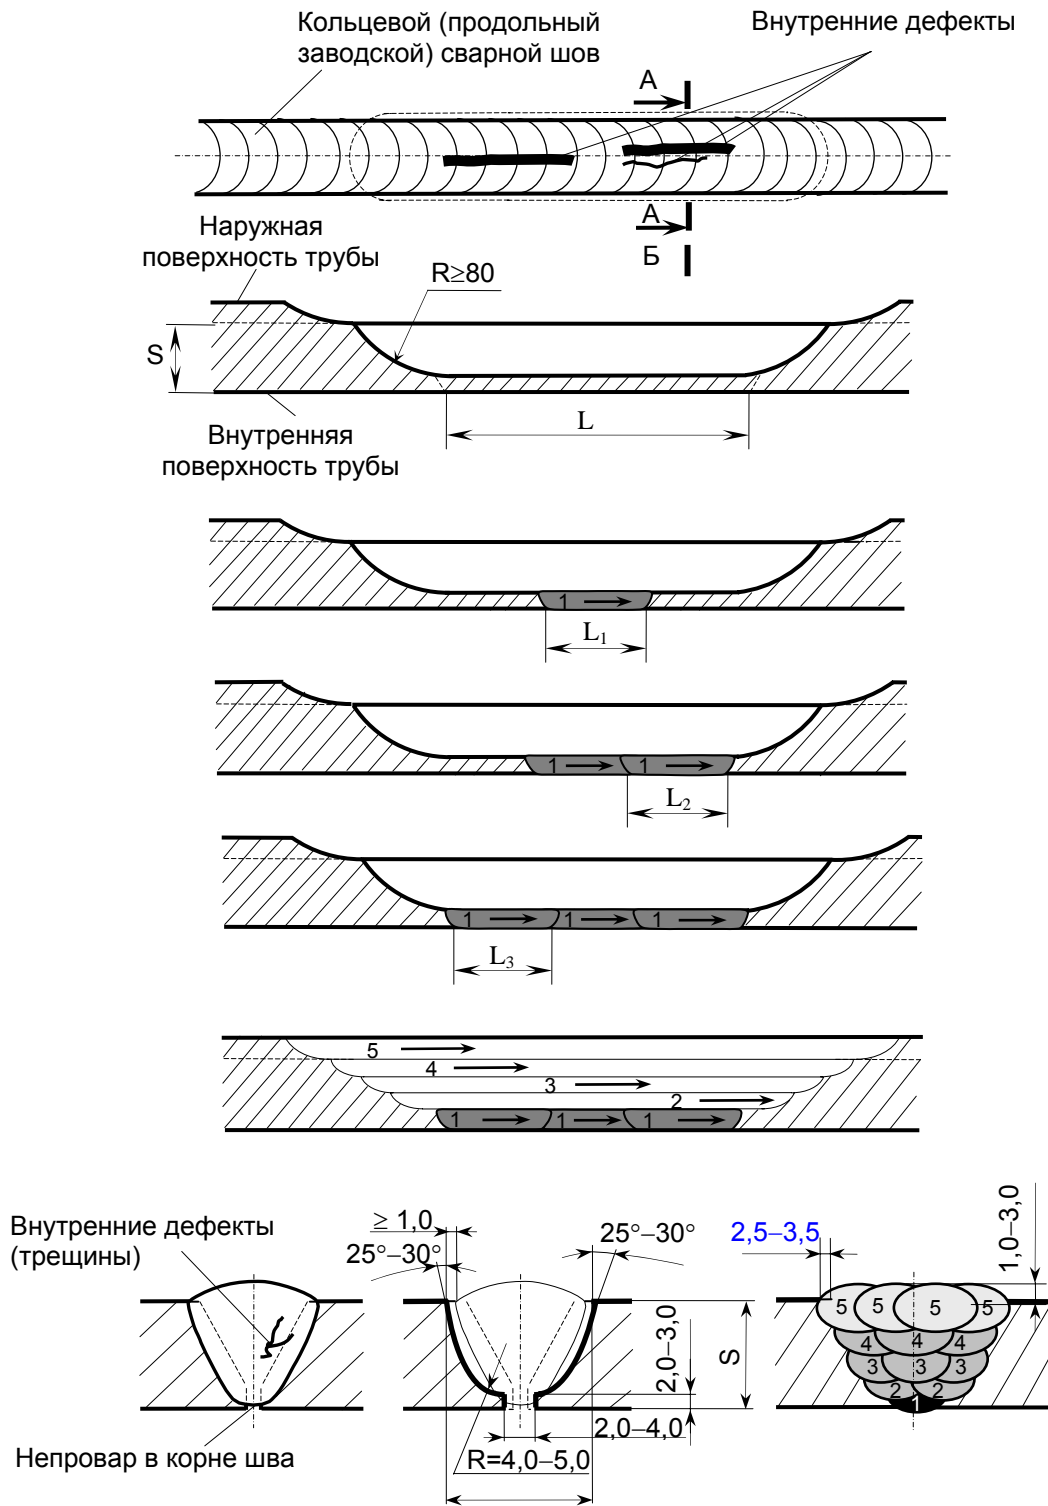 Кольцевой (продольный
заводской) сварной шов
Внутренние дефекты
А
А
Б
Наружная
поверхность трубы
R≥80
S
L
Внутренняя
поверхность трубы
1
L1
1 1
L2
1 1 1
L3
5
4
3
2
1 1 1
Внутренние дефекты
(трещины)
Непровар в корне шва
≥ 1,0
25°–30°
25°–30°
2,0–3,0
S
2,0–4,0
R=4,0–5,0
2,5–3,5
1,0–3,0
5 5 5 5
4 4 4
3 3 3
2 2
1